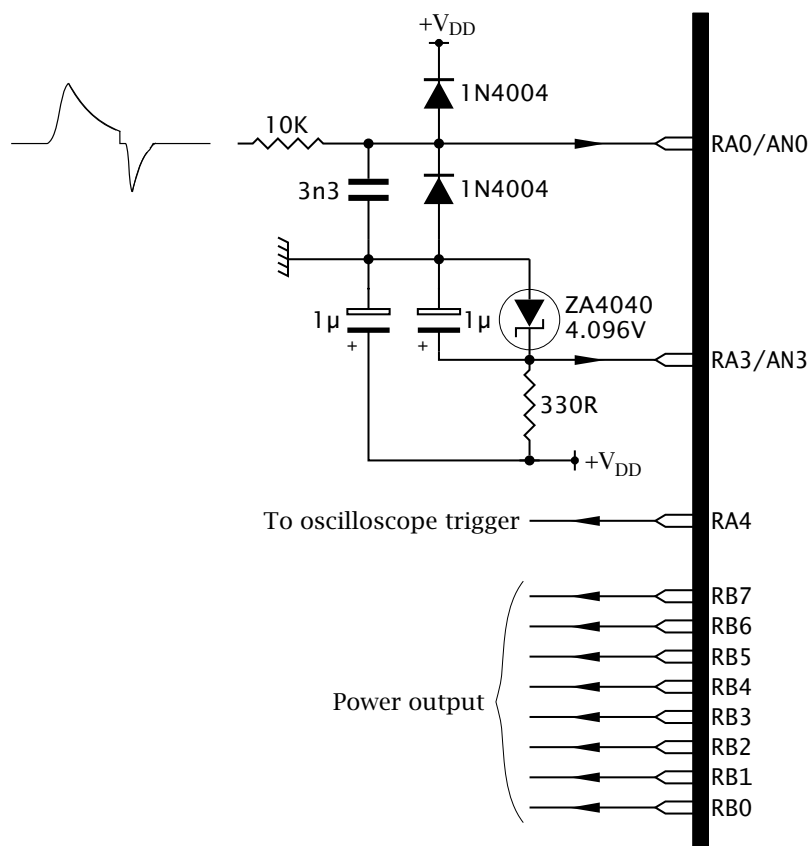 +VDD
1N4004
10K
RA0/AN0
3n3
1N4004
ZA4040
4.096V
1µ
1µ
+
+
RA3/AN3
330R
+VDD
To oscilloscope trigger
RA4
RB7
RB6
RB5
RB4
Power output
RB3
RB2
RB1
RB0